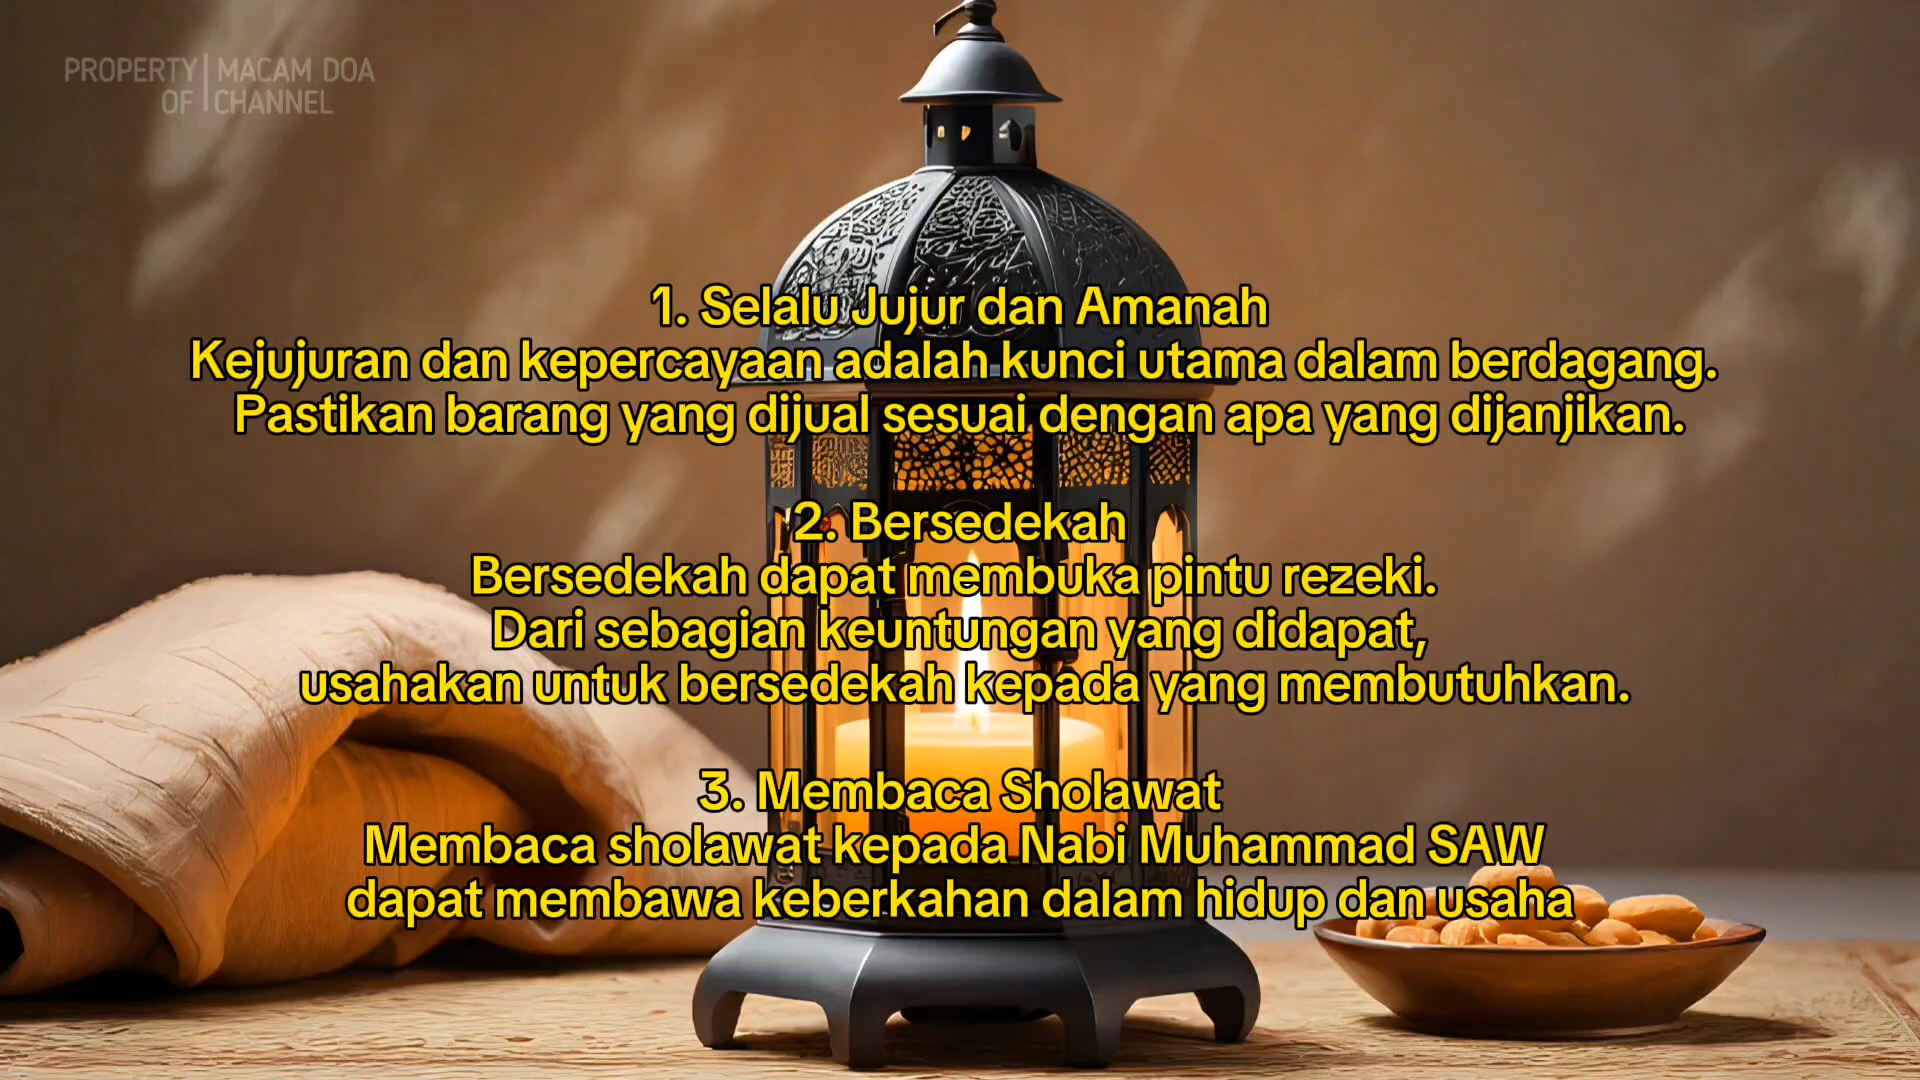 PROPERTY OF
MACAM DOA CHANNEL
1. Selalu Jujur dan Amanah
Kejujuran dan kepercayaan adalah kunci utama dalam berdagang.
Pastikan barang yang dijual sesuai dengan apa yang dijanjikan.
2. Bersedekah
Bersedekah dapat membuka pintu rezeki.
Dari sebagian keuntungan yang didapat,
usahakan untuk bersedekah kepada yang membutuhkan.
3. Membaca Sholawat
Membaca sholawat kepada Nabi Muhammad SAW
dapat membawa keberkahan dalam hidup dan usaha